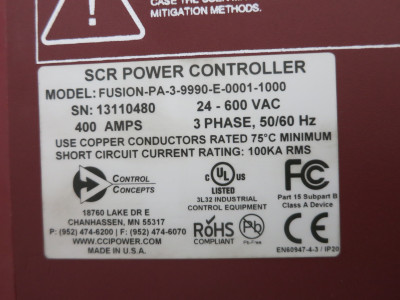 CASE THE USER MA
MITIGATION METHODS.
SCR POWER CONTROLLER
MODEL: FUSION-PA-3-9990-E-0001-1000
SN: 13110480 24 - 600 VAC
400 AMPS 3 PHASE, 50/60 Hz
USE COPPER CONDUCTORS RATED 75°C MINIMUM
SHORT CIRCUIT CURRENT RATING: 100KA RMS
CONTROL
CONCEPTS
18760 LAKE DR E
CHANHASSEN, MN 55317
P: (952) 474-6200 | F: (952) 474-6070
WWW.CCIPOWER.COM
MADE IN U.S.A.
C UL US
LISTED
3L32 INDUSTRIAL
CONTROL EQUIPMENT
RoHS
COMPLIANT
Pb
Pb-Free
FC
Part 15 Subpart B
Class A Device
EN60947-4-3 / IP20